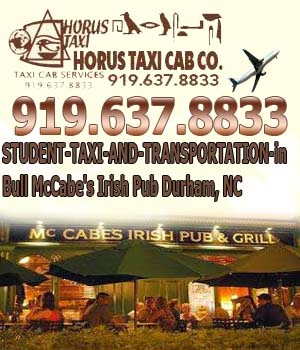 HORUS
TAXI
TAXI CAB SERVICES
919.637.8833
HORUS TAXI CAB CO.
919.637.8833
919.637.8833
STUDENT-TAXI-AND-TRANSPORTATION-in
Bull McCabe's Irish Pub Durham, NC
MC CABES IRISH PUB & GRILL